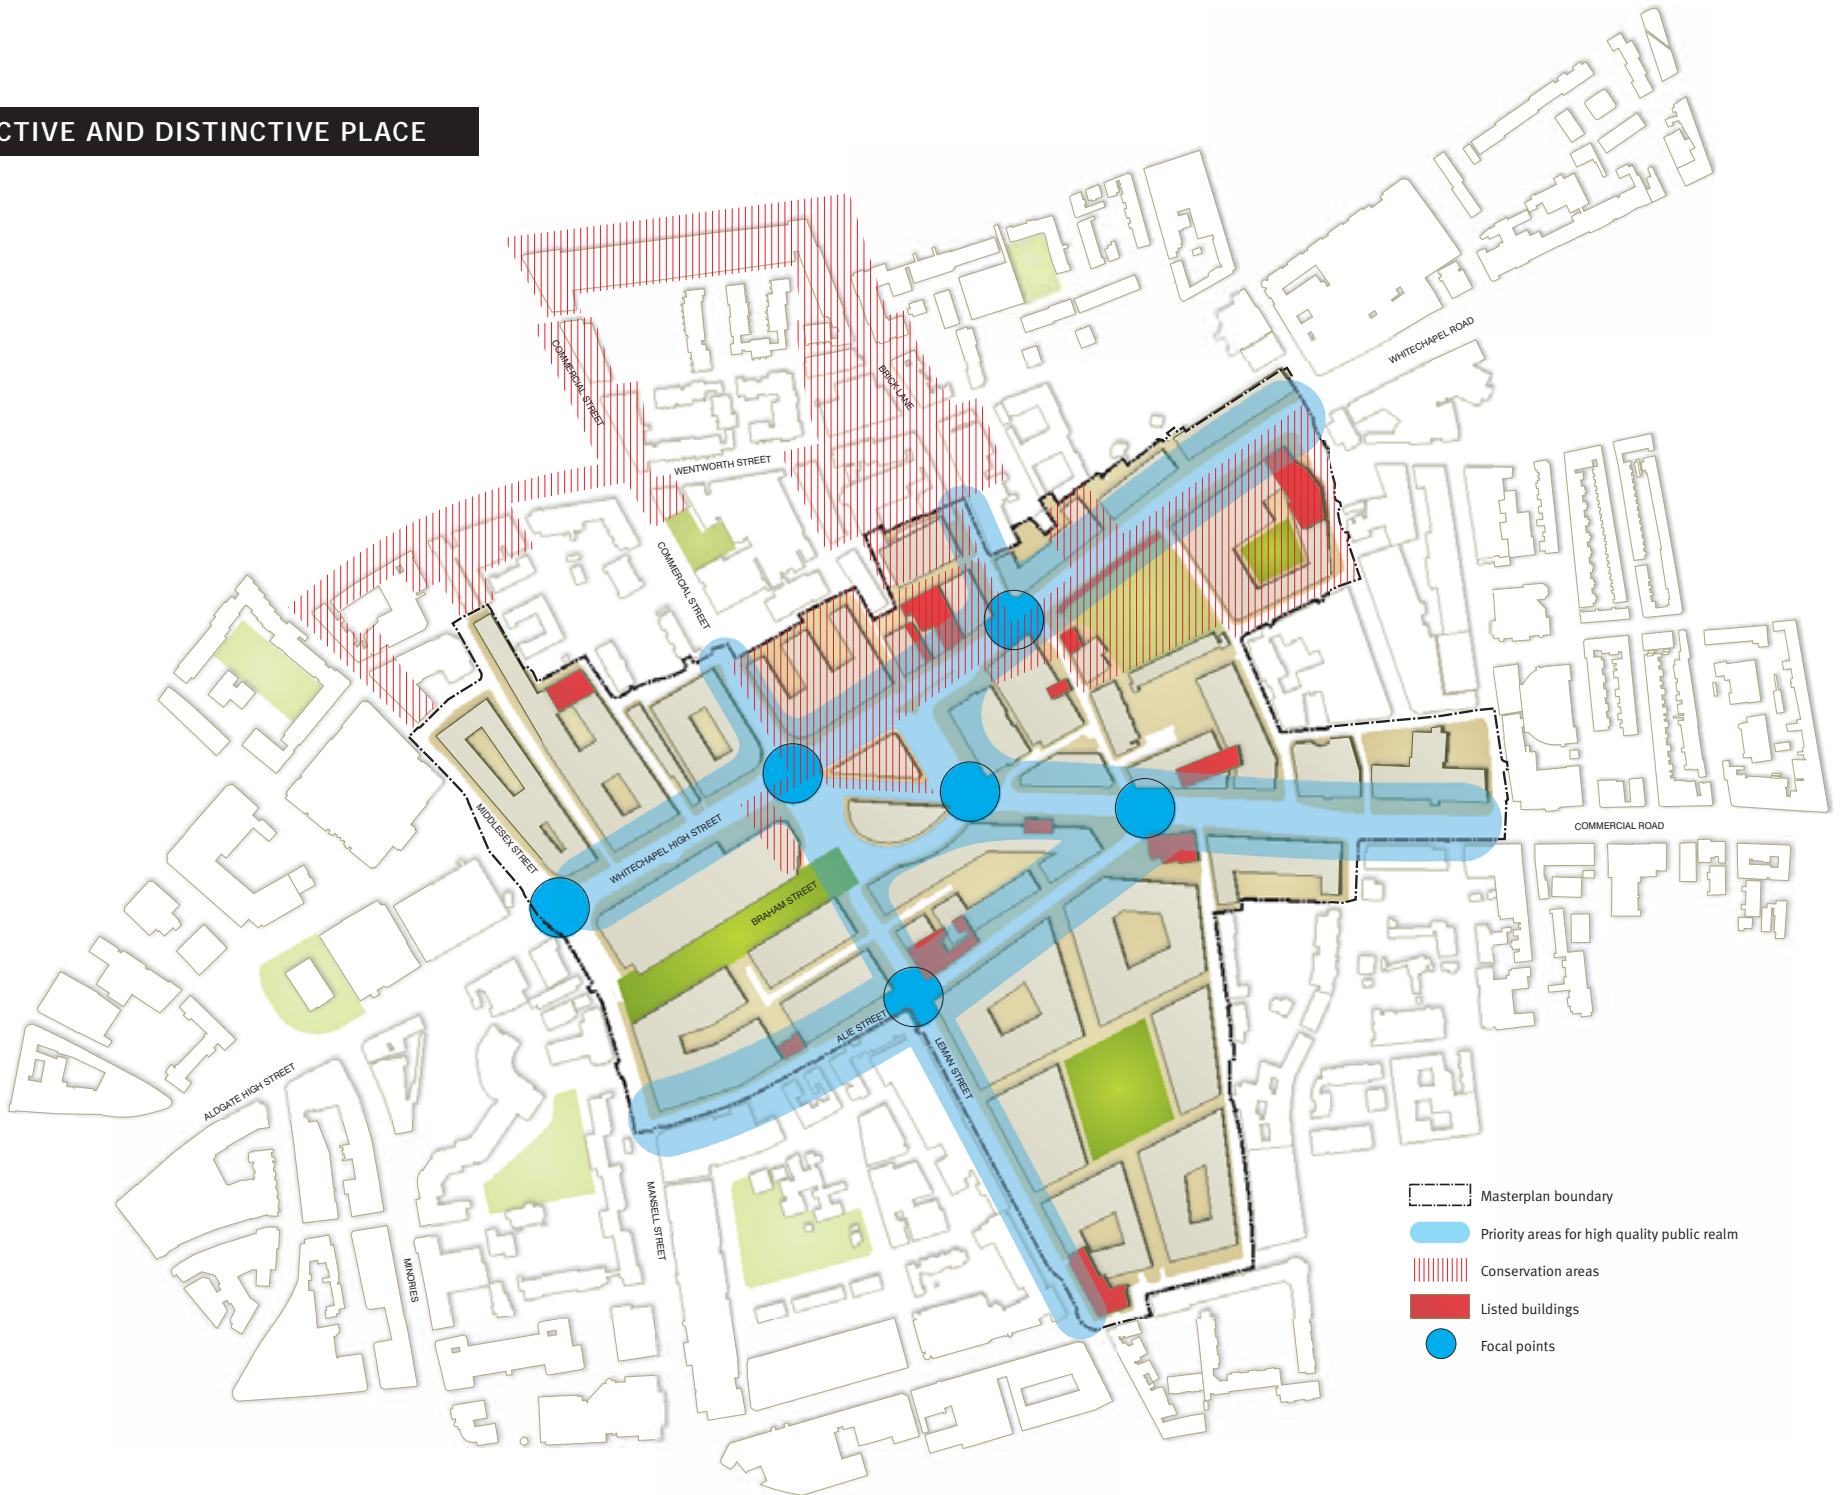 CTIVE AND DISTINCTIVE PLACE
WHITECHAPEL ROAD
COMMERCIAL STREET
BRICK LANE
WENTWORTH STREET
COMMERCIAL STREET
MIDDLESEX STREET
WHITECHAPEL HIGH STREET
COMMERCIAL ROAD
BRAHAM STREET
ALIE STREET
LEMAN STREET
ALDGATE HIGH STREET
MANSELL STREET
MINORIES
Masterplan boundary
Priority areas for high quality public realm
Conservation areas
Listed buildings
Focal points